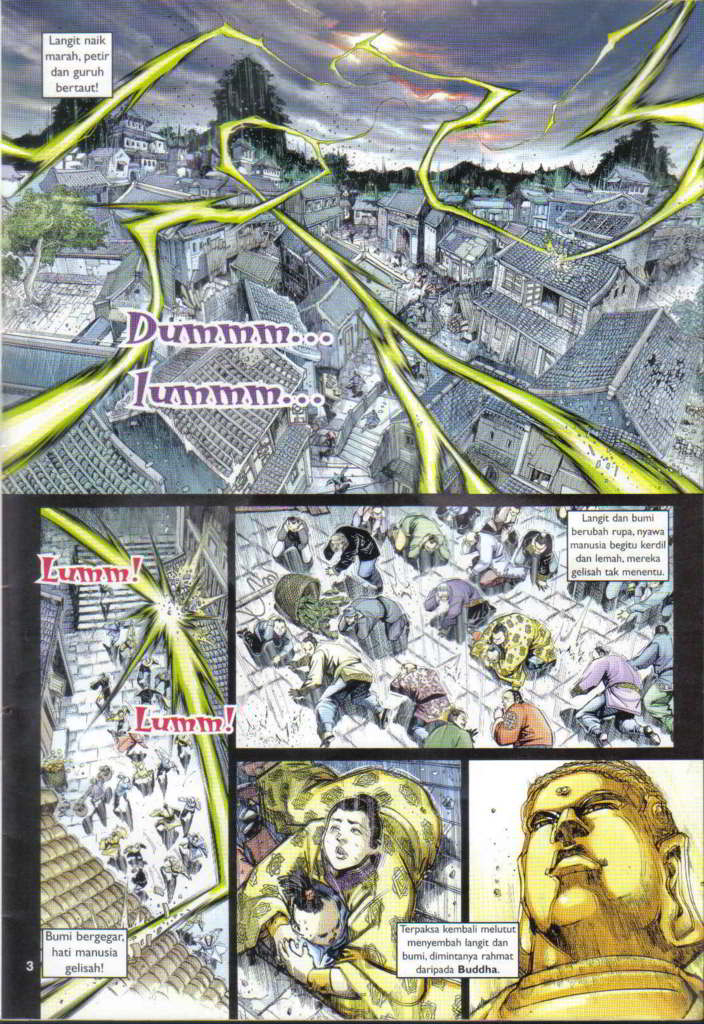 Langit naik
marah, petir
dan guruh
bertaut!
Dummm...
lummm...
Lumm!
Lumm!
Bumi bergegar,
hati manusia
gelisah!
Langit dan bumi
berubah rupa, nyawa
manusia begitu kerdil
dan lemah, mereka
gelisah tak menentu.
Terpaksa kembali melutut
menyembah langit dan
bumi, dimintanya rahmat
daripada Buddha.
3